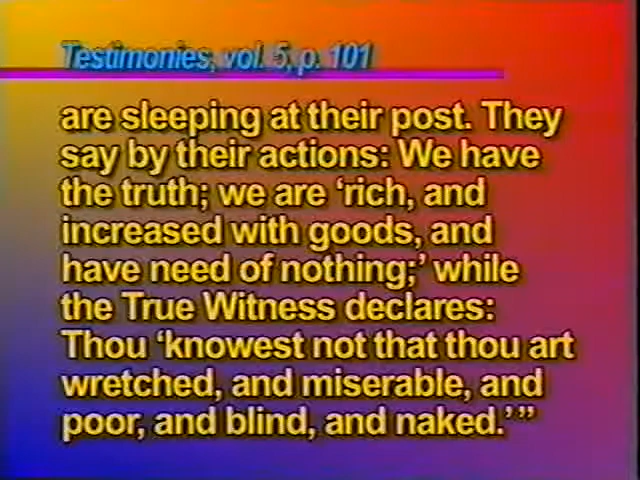 Testimonies, vol. 5, p. 101
are sleeping at their post. They
say by their actions: We have
the truth; we are ‘rich, and
increased with goods, and
have need of nothing;’ while
the True Witness declares:
Thou ‘knowest not that thou art
wretched, and miserable, and
poor, and blind, and naked.’”